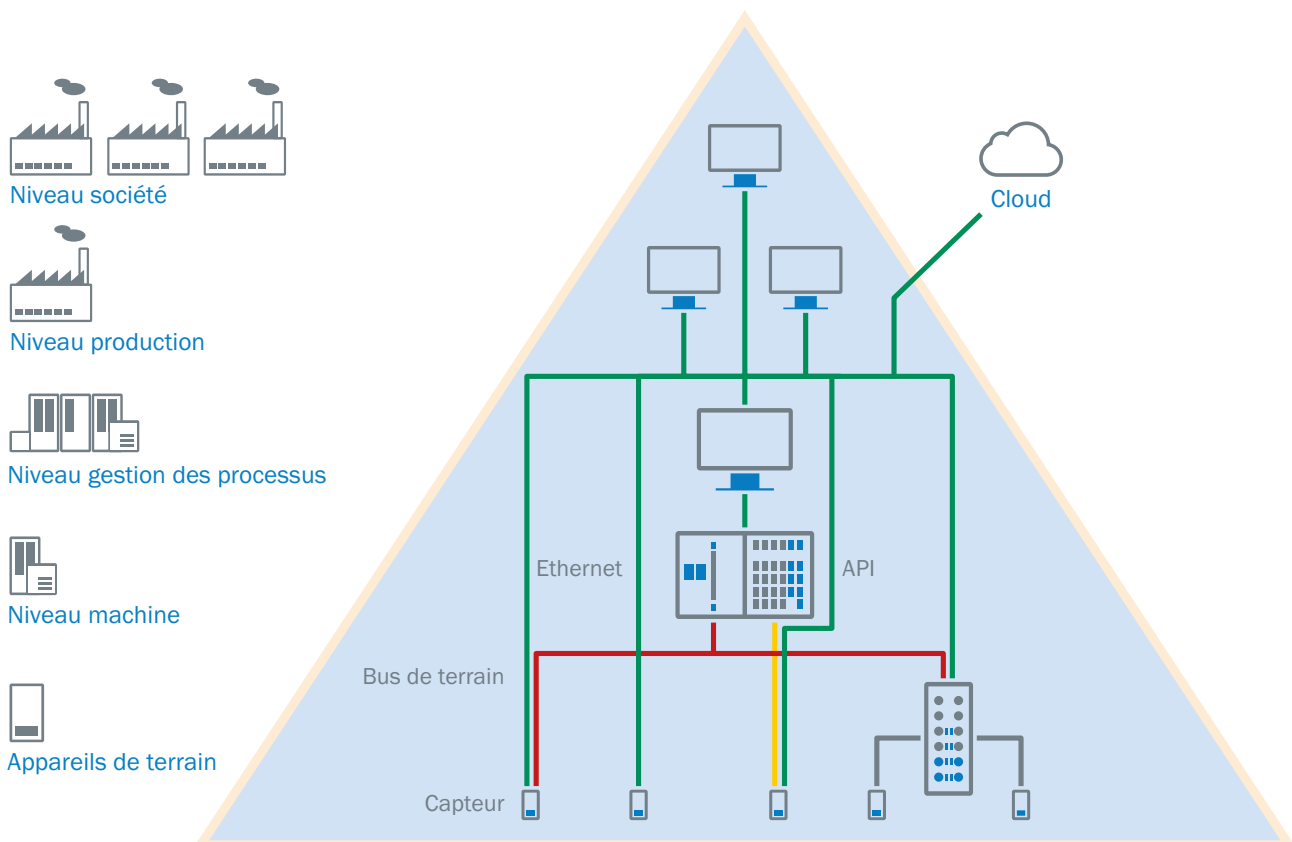 Niveau société
Cloud
Niveau production
Niveau gestion des processus
Ethernet
API
Niveau machine
Bus de terrain
Appareils de terrain
Capteur